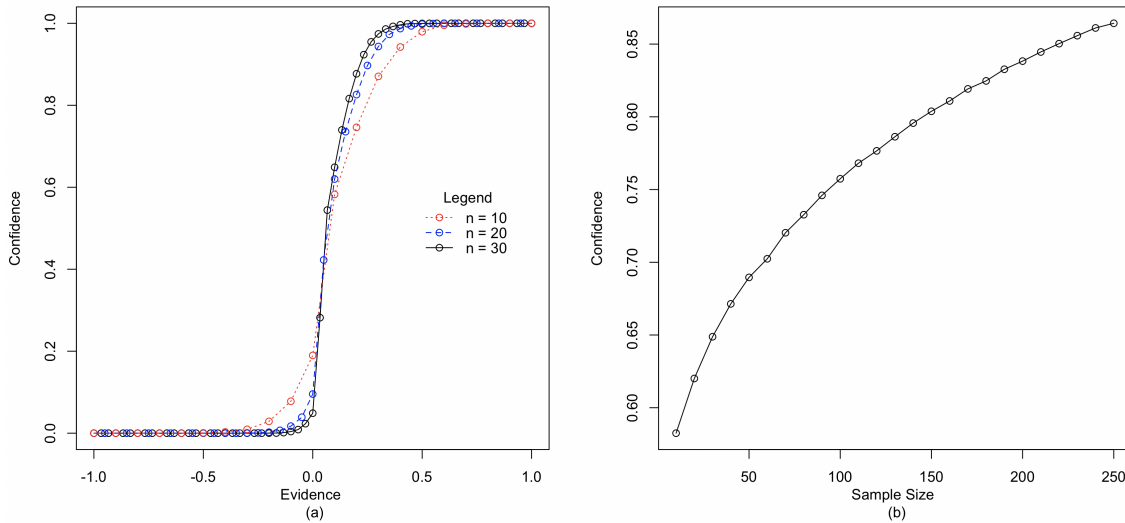 Confidence
1.0
0.8
0.6
0.4
0.2
0.0
Legend
n = 10
n = 20
n = 30
-1.0
-0.5
0.0
0.5
1.0
Evidence
(a)
Confidence
0.85
0.80
0.75
0.70
0.65
0.60
50
100
150
200
250
Sample Size
(b)